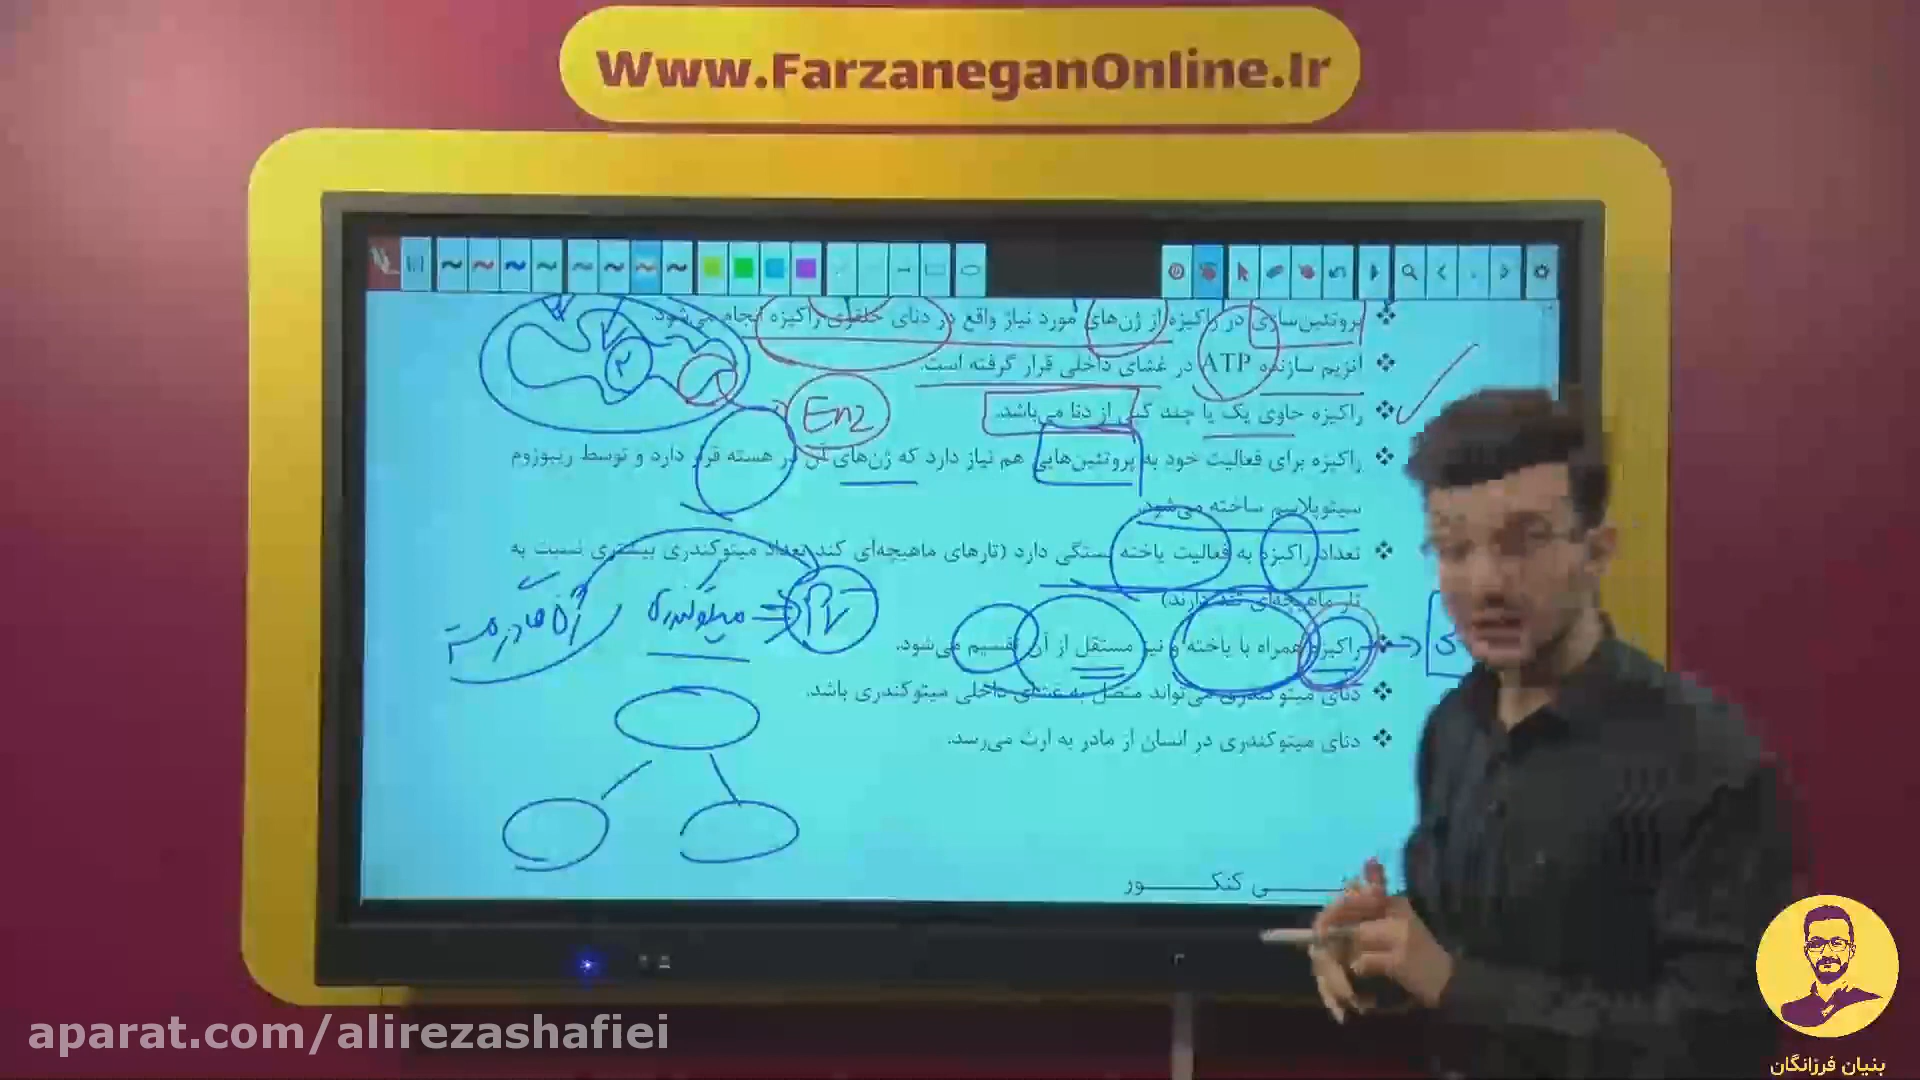 Www.FarzaneganOnline.Ir
پروتئین‌سازی در راکیزه از ژن‌های مورد نیاز واقع در دنای حلقوی راکیزه انجام می‌شود.
آنزیم سازنده ATP در غشای داخلی قرار گرفته است.
راکیزه حاوی یک یا چند کپی از دنا می‌باشد.
Enz
راکیزه برای فعالیت خود به پروتئین‌هایی هم نیاز دارد که ژن‌های آن در هسته قرار دارد و توسط ریبوزوم
سیتوپلاسم ساخته می‌شود.
تعداد راکیزه به فعالیت یاخته بستگی دارد (تارهای ماهیچه‌ای کند تعداد میتوکندری بیشتری نسبت به
تار ماهیچه‌ای تند دارند)
میتوکندری
راکیزه همراه با یاخته و نیز مستقل از آن تقسیم می‌شود.
دنای میتوکندری می‌تواند متصل به غشای داخلی میتوکندری باشد.
دنای میتوکندری در انسان از مادر به ارث می‌رسد.
کنکــــور
aparat.com/alirezashafiei
بنیان فرزانگان